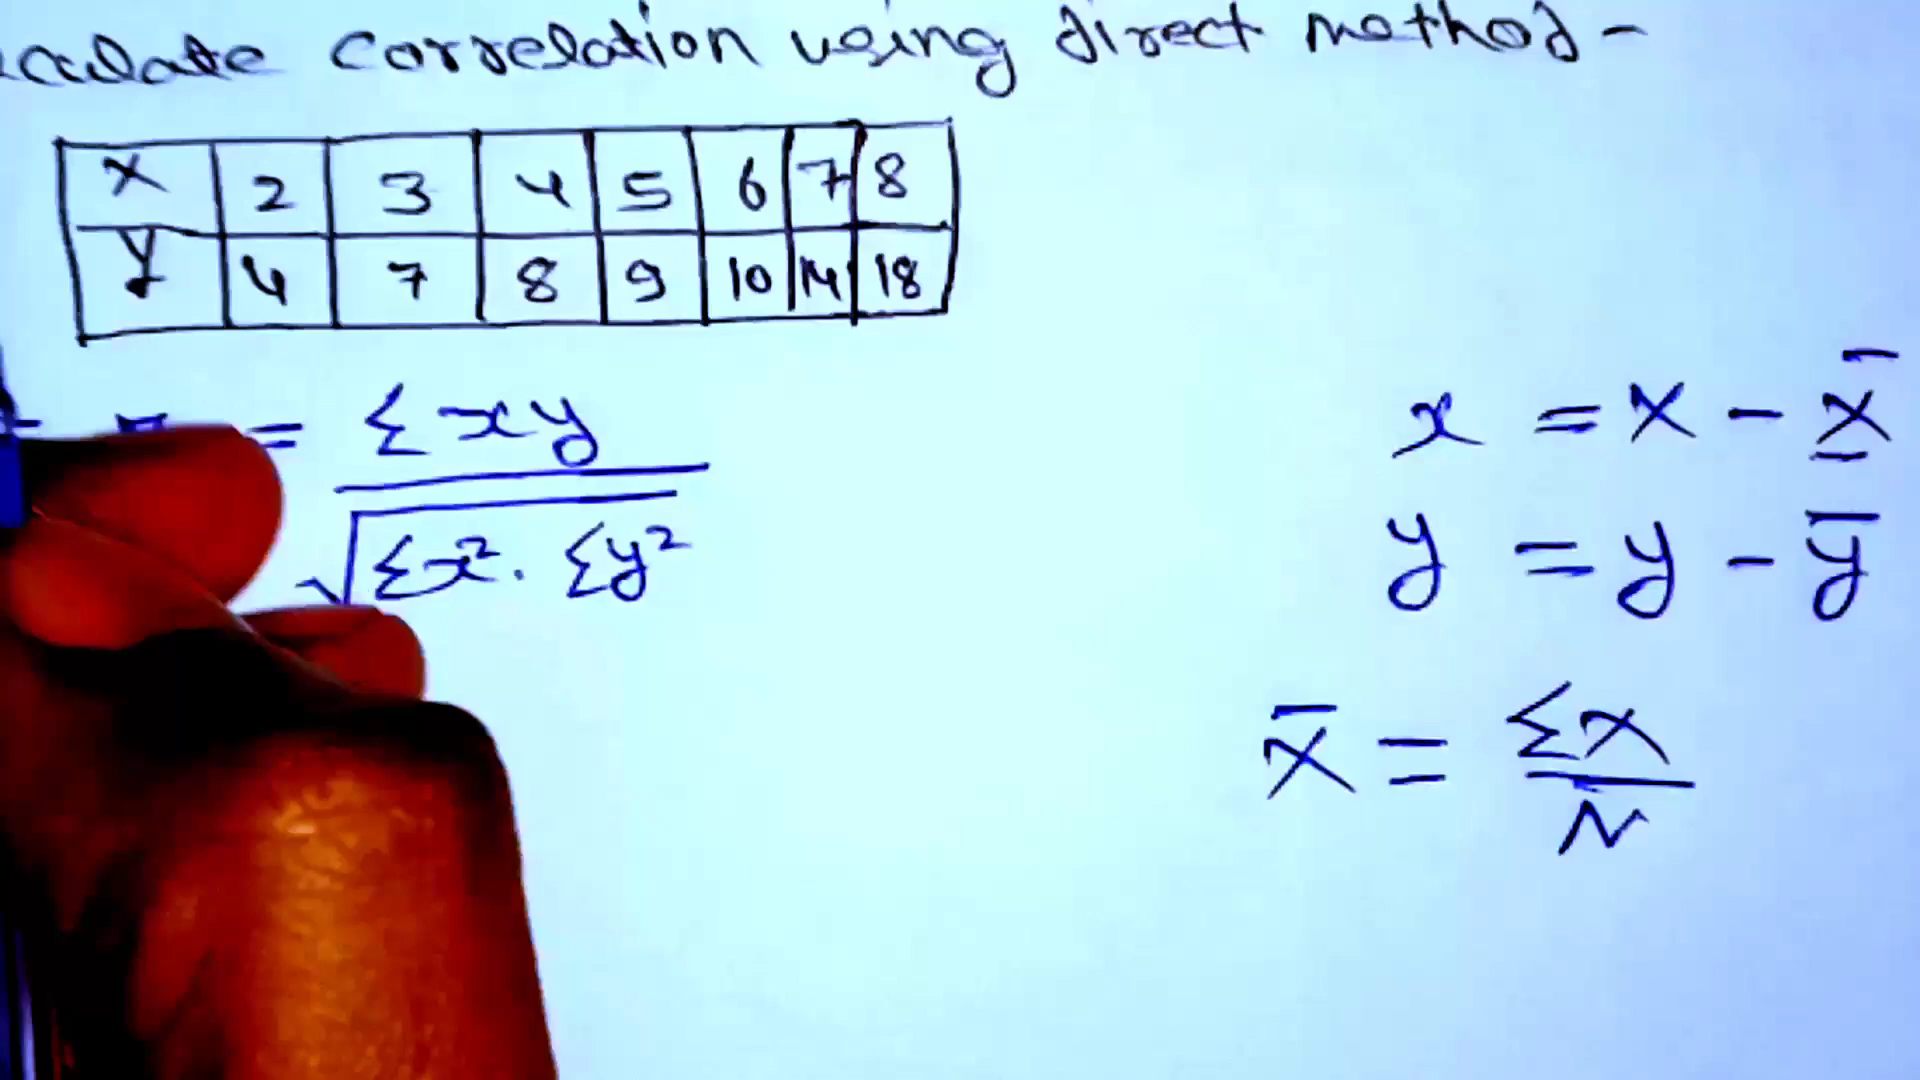 correlation using direct method -
X 2 3 4 5 6 7 8
Y 4 7 8 9 10 14 18
= Σxy
√Σx² · Σy²
x = X - X̄
y = y - ȳ
X̄ = ΣX
N